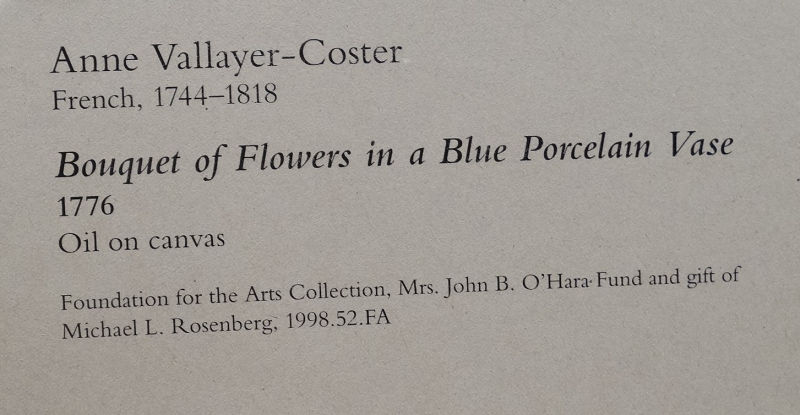 Anne Vallayer-Coster
French, 1744–1818
Bouquet of Flowers in a Blue Porcelain Vase
1776
Oil on canvas
Foundation for the Arts Collection, Mrs. John B. O'Hara Fund and gift of
Michael L. Rosenberg, 1998.52.FA